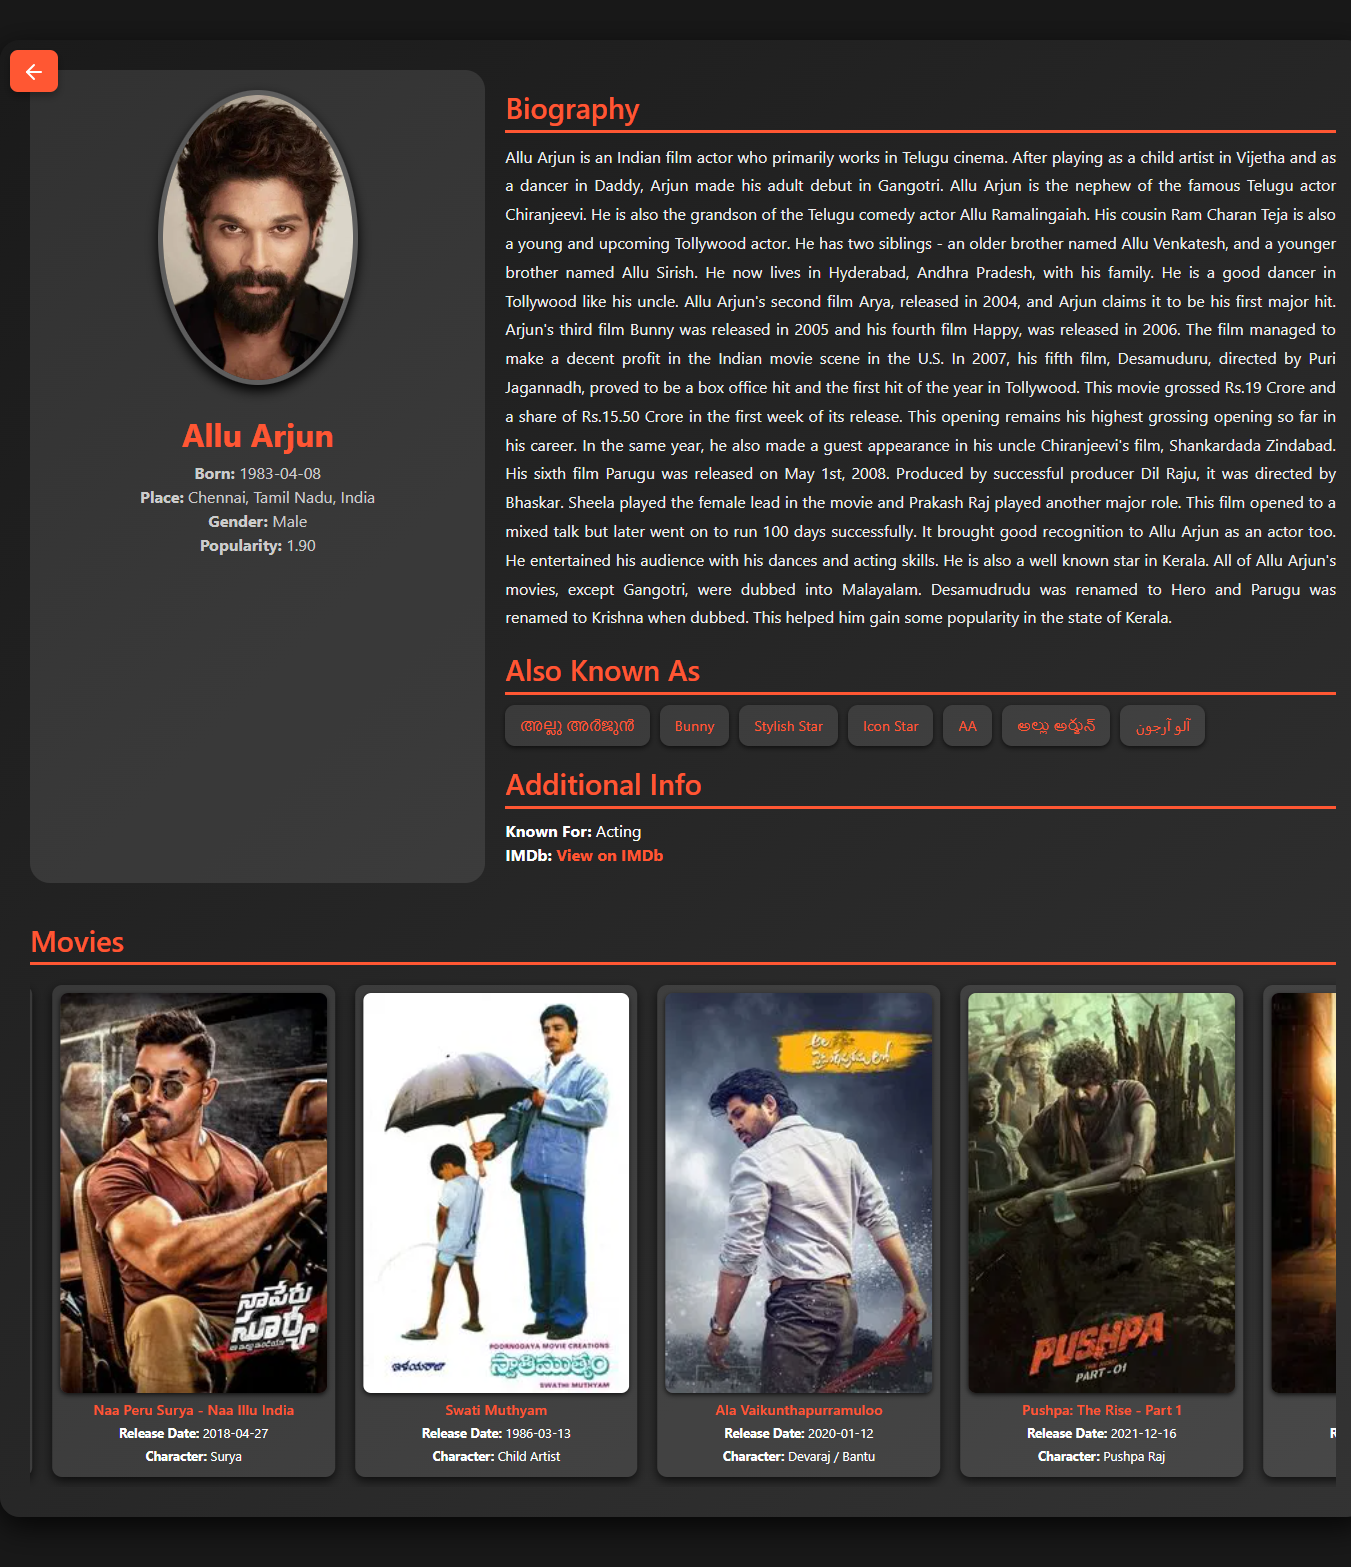 Allu Arjun
Born: 1983-04-08
Place: Chennai, Tamil Nadu, India
Gender: Male
Popularity: 1.90
Biography
Allu Arjun is an Indian film actor who primarily works in Telugu cinema. After playing as a child artist in Vijetha and as
a dancer in Daddy, Arjun made his adult debut in Gangotri. Allu Arjun is the nephew of the famous Telugu actor
Chiranjeevi. He is also the grandson of the Telugu comedy actor Allu Ramalingaiah. His cousin Ram Charan Teja is also
a young and upcoming Tollywood actor. He has two siblings - an older brother named Allu Venkatesh, and a younger
brother named Allu Sirish. He now lives in Hyderabad, Andhra Pradesh, with his family. He is a good dancer in
Tollywood like his uncle. Allu Arjun's second film Arya, released in 2004, and Arjun claims it to be his first major hit.
Arjun's third film Bunny was released in 2005 and his fourth film Happy, was released in 2006. The film managed to
make a decent profit in the Indian movie scene in the U.S. In 2007, his fifth film, Desamuduru, directed by Puri
Jagannadh, proved to be a box office hit and the first hit of the year in Tollywood. This movie grossed Rs.19 Crore and
a share of Rs.15.50 Crore in the first week of its release. This opening remains his highest grossing opening so far in
his career. In the same year, he also made a guest appearance in his uncle Chiranjeevi's film, Shankardada Zindabad.
His sixth film Parugu was released on May 1st, 2008. Produced by successful producer Dil Raju, it was directed by
Bhaskar. Sheela played the female lead in the movie and Prakash Raj played another major role. This film opened to a
mixed talk but later went on to run 100 days successfully. It brought good recognition to Allu Arjun as an actor too.
He entertained his audience with his dances and acting skills. He is also a well known star in Kerala. All of Allu Arjun's
movies, except Gangotri, were dubbed into Malayalam. Desamudrudu was renamed to Hero and Parugu was
renamed to Krishna when dubbed. This helped him gain some popularity in the state of Kerala.
Also Known As
അല്ലു അർജുൻ
Bunny
Stylish Star
Icon Star
AA
అల్లు అర్జున్
آلو آرجون
Additional Info
Known For: Acting
IMDb: View on IMDb
Movies
నా పేరు
సూర్య
Naa Peru Surya - Naa Illu India
Release Date: 2018-04-27
Character: Surya
POORNODAYA MOVIE CREATIONS
ఇళయరాజా
స్వాతిముత్యం
SWATHI MUTHYAM
Swati Muthyam
Release Date: 1986-03-13
Character: Child Artist
అల
వైకుంఠపురములో
Ala Vaikunthapurramuloo
Release Date: 2020-01-12
Character: Devaraj / Bantu
PUSHPA
PART-01
Pushpa: The Rise - Part 1
Release Date: 2021-12-16
Character: Pushpa Raj
R